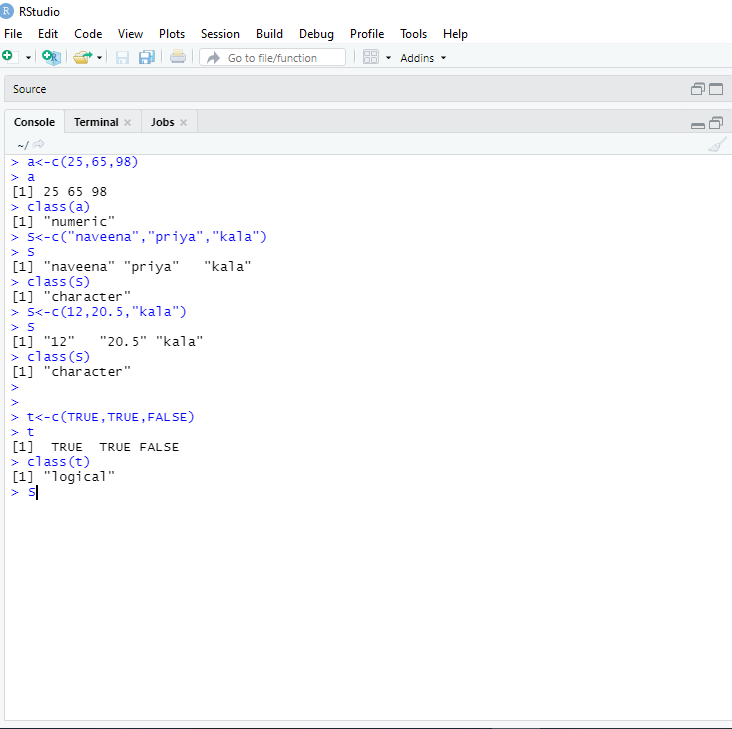 RStudio
File Edit Code View Plots Session Build Debug Profile Tools Help
R Go to file/function Addins
Source
Console Terminal Jobs
~/
> a<-c(25,65,98)
> a
[1] 25 65 98
> class(a)
[1] "numeric"
> S<-c("naveena","priya","kala")
> S
[1] "naveena" "priya"   "kala"
> class(S)
[1] "character"
> S<-c(12,20.5,"kala")
> S
[1] "12"   "20.5" "kala"
> class(S)
[1] "character"
>
>
> t<-c(TRUE,TRUE,FALSE)
> t
[1]  TRUE  TRUE FALSE
> class(t)
[1] "logical"
> S